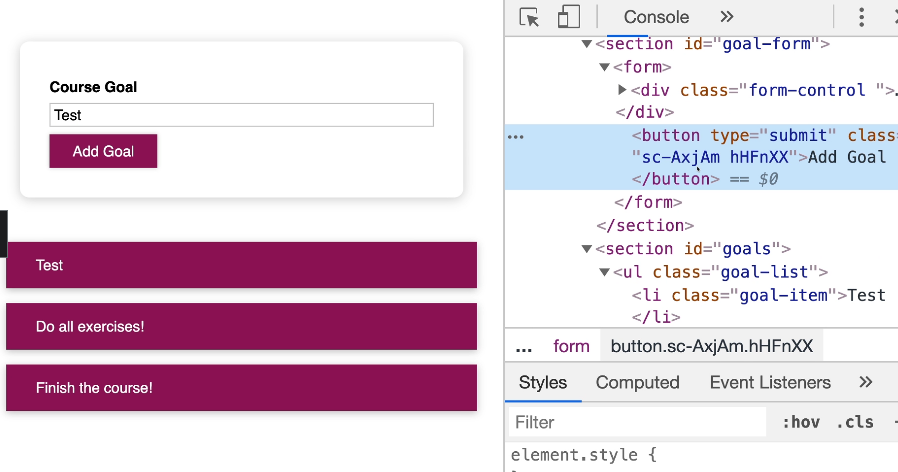 Course Goal
Test
Add Goal
Test
Do all exercises!
Finish the course!
Console »
<section id="goal-form">
<form>
<div class="form-control ">.
</div>
<button type="submit" class=
"sc-AxjAm hHFnXX">Add Goal
</button> == $0
</form>
</section>
<section id="goals">
<ul class="goal-list">
<li class="goal-item">Test
</li>
... form button.sc-AxjAm.hHFnXX
Styles Computed Event Listeners »
Filter :hov .cls
element.style {